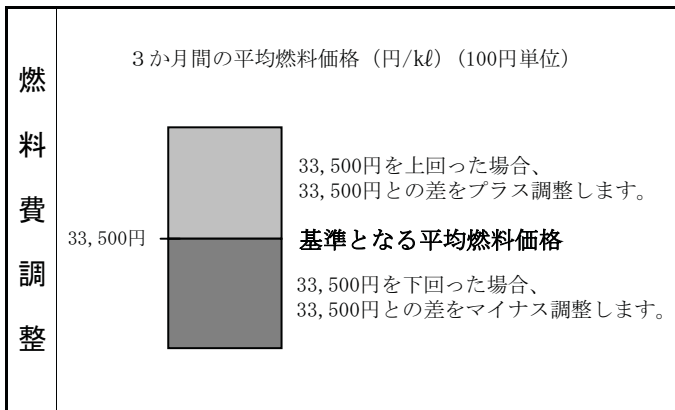 燃料費調整
3か月間の平均燃料価格（円/kℓ）（100円単位）
33,500円を上回った場合、
33,500円との差をプラス調整します。
33,500円
基準となる平均燃料価格
33,500円を下回った場合、
33,500円との差をマイナス調整します。